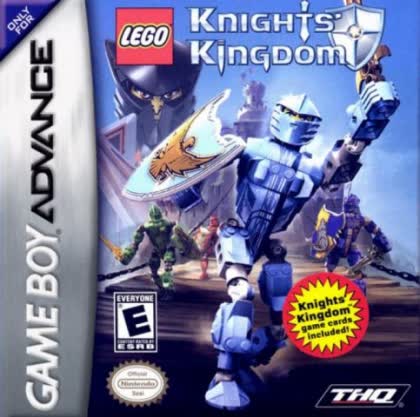 ONLY
FOR
GAME BOY ADVANCE
LEGO
KNIGHTS'
KINGDOM
Knights'
Kingdom
game cards
included!
EVERYONE
E
CONTENT RATED BY
ESRB
Official
Nintendo
Seal
THQ